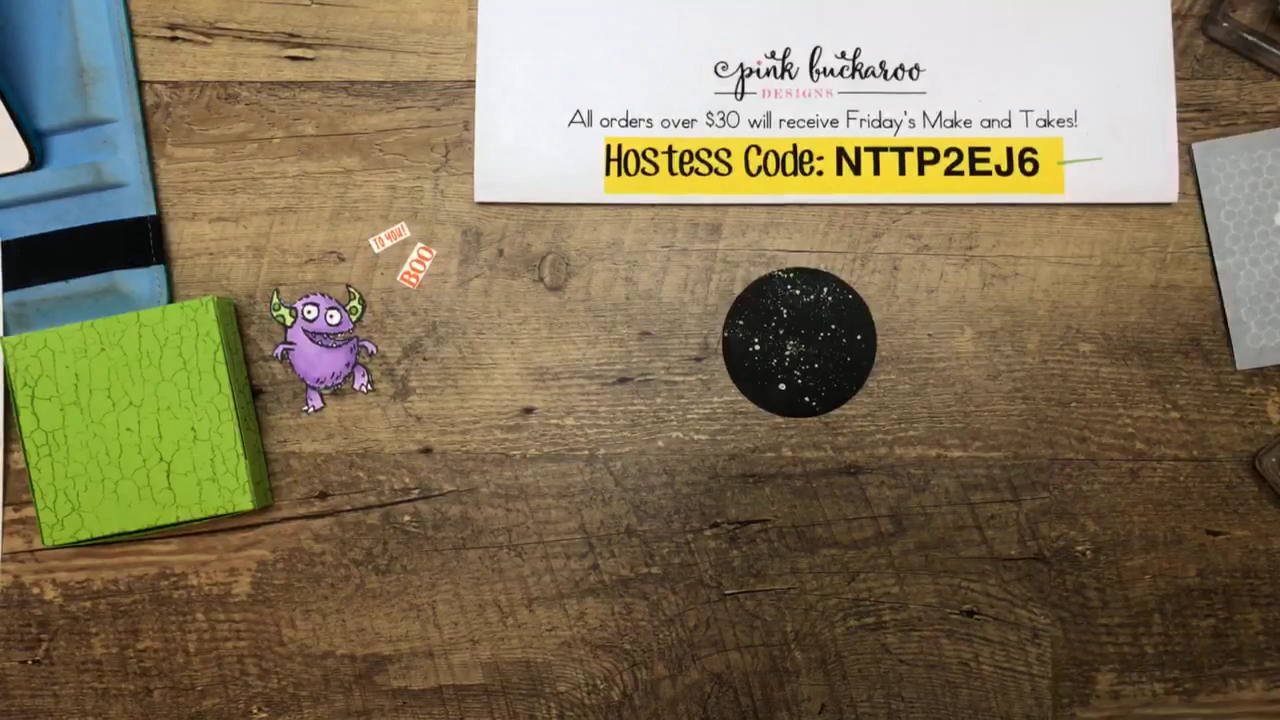 pink buckaroo
DESIGNS
All orders over $30 will receive Friday's Make and Takes!
Hostess Code: NTTP2EJ6
TO YOU!
BOO